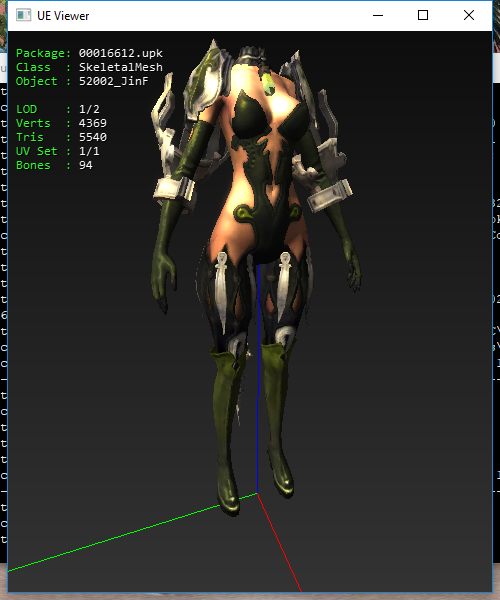 UE Viewer
Package: 00016612.upk
Class : SkeletalMesh
Object : 52002_JinF
LOD : 1/2
Verts : 4369
Tris : 5540
UV Set : 1/1
Bones : 94